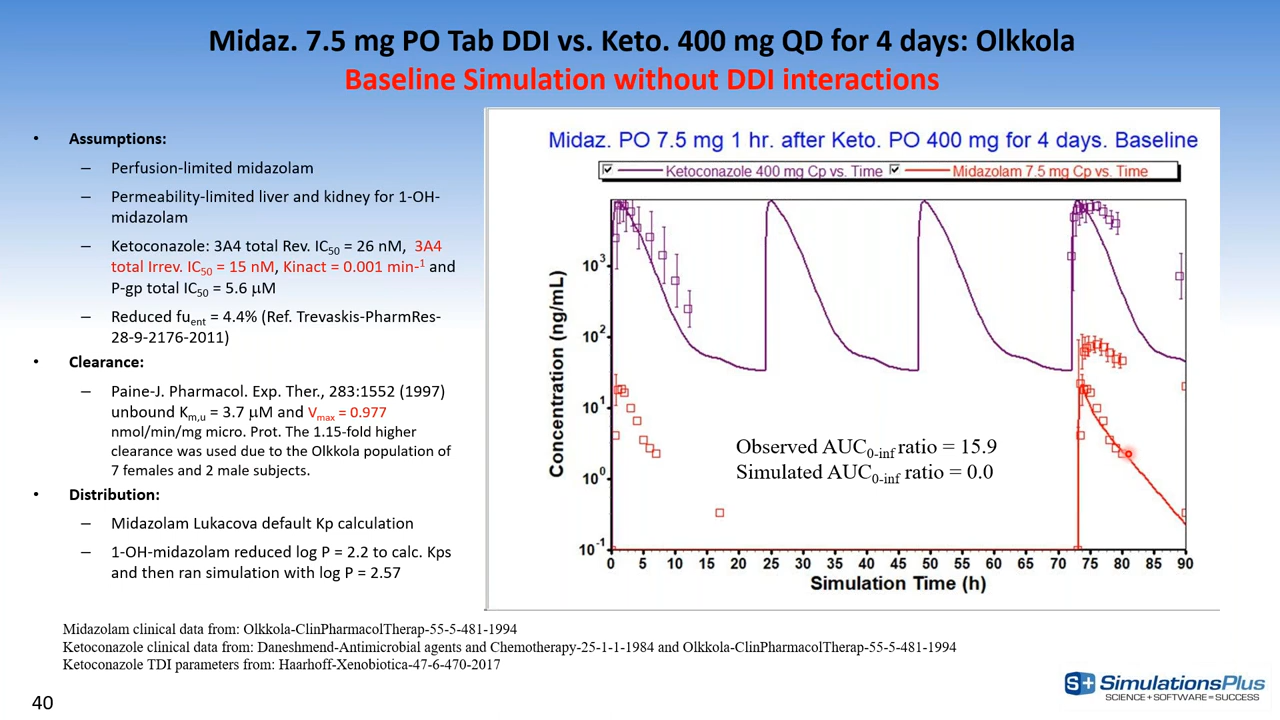 Midaz. 7.5 mg PO Tab DDI vs. Keto. 400 mg QD for 4 days: Olkkola
Baseline Simulation without DDI interactions
• Assumptions:
– Perfusion-limited midazolam
– Permeability-limited liver and kidney for 1-OH-
midazolam
– Ketoconazole: 3A4 total Rev. IC50 = 26 nM, 3A4
total Irrev. IC50 = 15 nM, Kinact = 0.001 min-1 and
P-gp total IC50 = 5.6 µM
– Reduced fuent = 4.4% (Ref. Trevaskis-PharmRes-
28-9-2176-2011)
• Clearance:
– Paine-J. Pharmacol. Exp. Ther., 283:1552 (1997)
unbound Km,u = 3.7 µM and Vmax = 0.977
nmol/min/mg micro. Prot. The 1.15-fold higher
clearance was used due to the Olkkola population of
7 females and 2 male subjects.
• Distribution:
– Midazolam Lukacova default Kp calculation
– 1-OH-midazolam reduced log P = 2.2 to calc. Kps
and then ran simulation with log P = 2.57
Midaz. PO 7.5 mg 1 hr. after Keto. PO 400 mg for 4 days. Baseline
Ketoconazole 400 mg Cp vs. Time Midazolam 7.5 mg Cp vs. Time
Concentration (ng/mL)
10^3
10^2
10^1
10^0
10^-1
Observed AUC0-inf ratio = 15.9
Simulated AUC0-inf ratio = 0.0
0 5 10 15 20 25 30 35 40 45 50 55 60 65 70 75 80 85 90
Simulation Time (h)
Midazolam clinical data from: Olkkola-ClinPharmacolTherap-55-5-481-1994
Ketoconazole clinical data from: Daneshmend-Antimicrobial agents and Chemotherapy-25-1-1-1984 and Olkkola-ClinPharmacolTherap-55-5-481-1994
Ketoconazole TDI parameters from: Haarhoff-Xenobiotica-47-6-470-2017
S+ SimulationsPlus
SCIENCE + SOFTWARE = SUCCESS
40